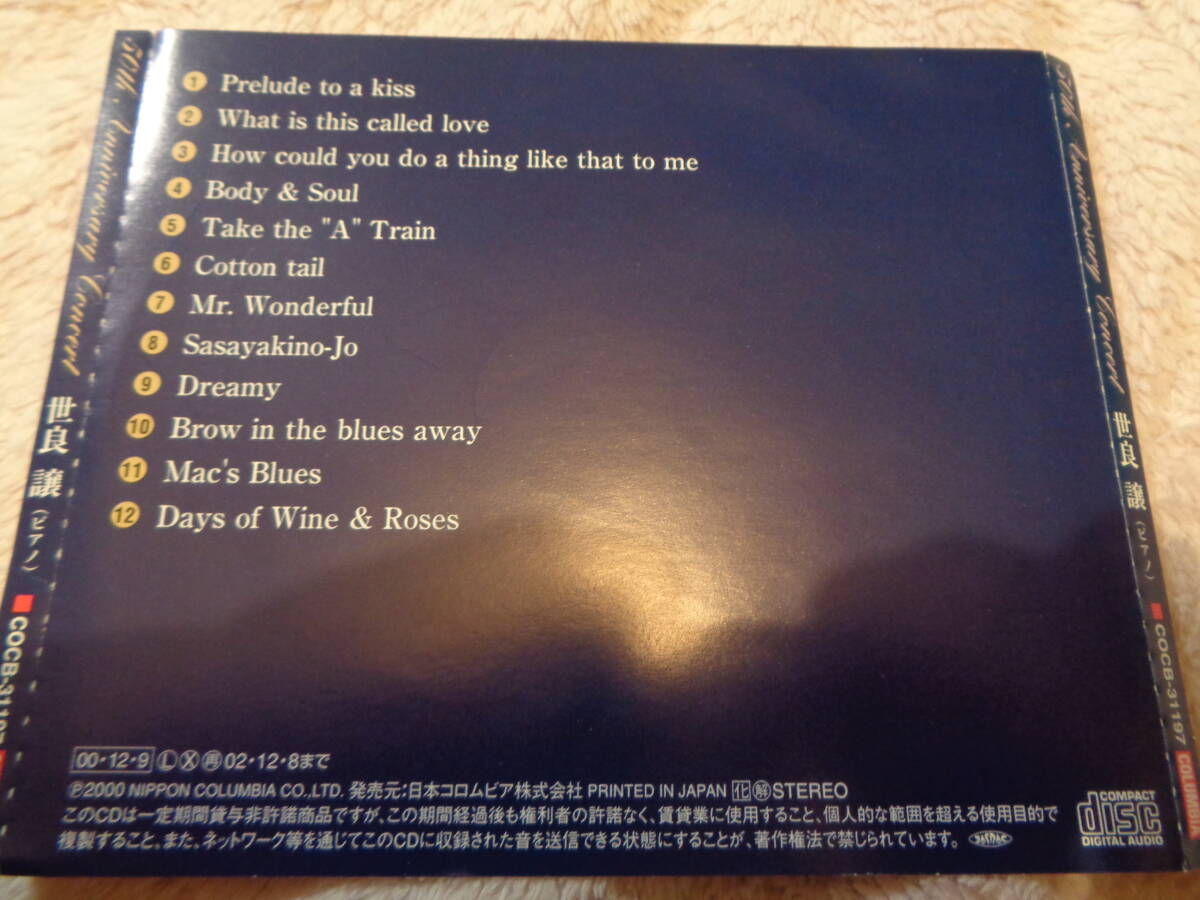 50th. Anniversary Concert 世良 譲 (ピアノ) ■ COCB-31197
1 Prelude to a kiss
2 What is this called love
3 How could you do a thing like that to me
4 Body & Soul
5 Take the "A" Train
6 Cotton tail
7 Mr. Wonderful
8 Sasayakino-Jo
9 Dreamy
10 Brow in the blues away
11 Mac's Blues
12 Days of Wine & Roses
00・12・9 Ⓛ Ⓧ 再 02・12・8まで
Ⓟ2000 NIPPON COLUMBIA CO.,LTD. 発売元:日本コロムビア株式会社 PRINTED IN JAPAN 化 解 STEREO
このCDは一定期間貸与非許諾商品ですが、この期間経過後も権利者の許諾なく、賃貸業に使用すること、個人的な範囲を超える使用目的で
複製すること、また、ネットワーク等を通じてこのCDに収録された音を送信できる状態にすることが、著作権法で禁じられています。 JASRAC
COMPACT
disc
DIGITAL AUDIO
50th. Anniversary Concert 世良 譲 (ピアノ) ■ COCB-31197 COLUMBIA